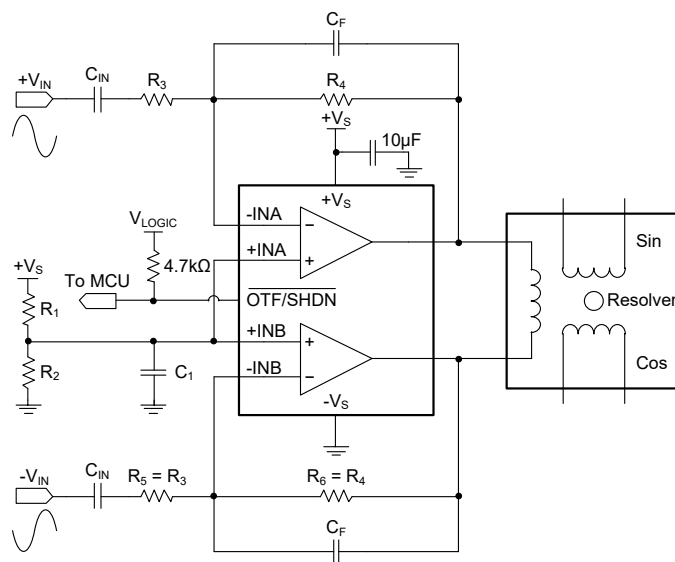 C_F
+V_IN
C_IN
R_3
R_4
+V_S
10µF
+V_S
-INA
+INA
V_LOGIC
4.7kΩ
+V_S
To MCU
OTF/SHDN
R_1
+INB
-INB
R_2
C_1
-V_S
Sin
Resolver
Cos
-V_IN
C_IN
R_5 = R_3
R_6 = R_4
C_F